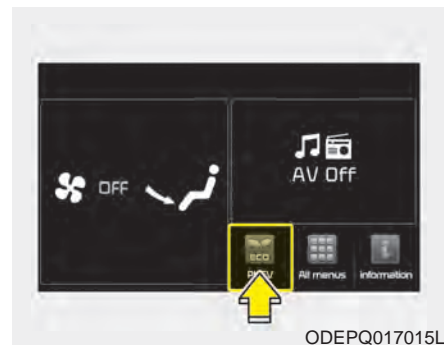 OFF
AV Off
ECO
All menus
information
ODEPQ017015L